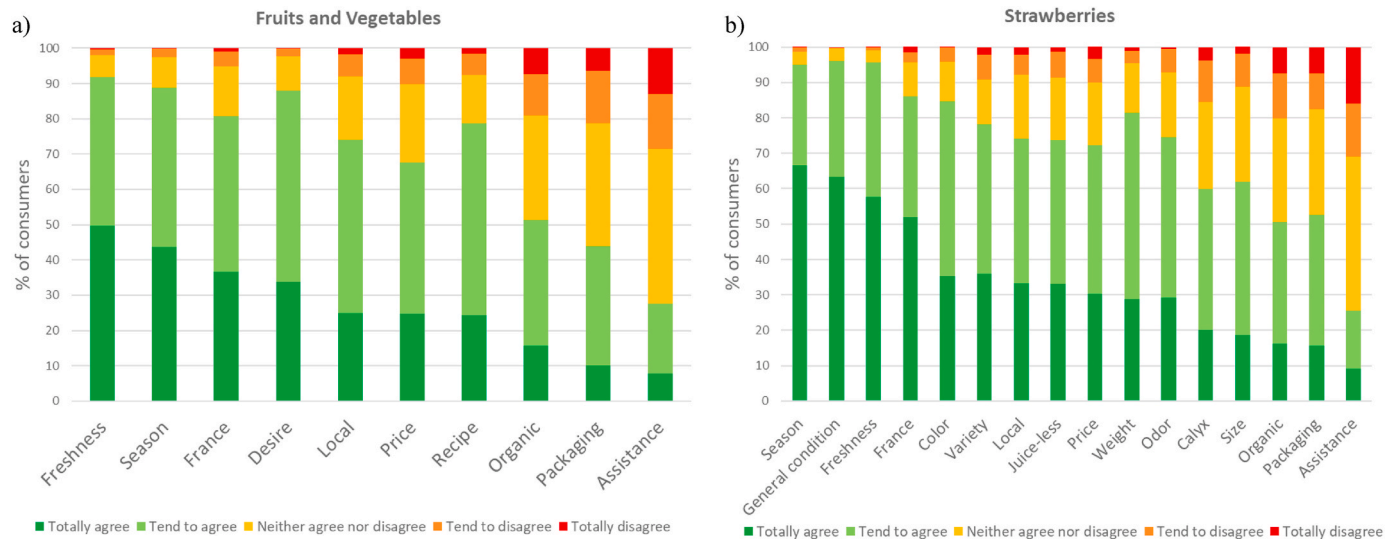 a)
Fruits and Vegetables
% of consumers
100
90
80
70
60
50
40
30
20
10
0
Freshness
Season
France
Desire
Local
Price
Recipe
Organic
Packaging
Assistance
Totally agree
Tend to agree
Neither agree nor disagree
Tend to disagree
Totally disagree
b)
Strawberries
% of consumers
100
90
80
70
60
50
40
30
20
10
0
Season
General condition
Freshness
France
Color
Variety
Local
Juice-less
Price
Weight
Odor
Calyx
Size
Organic
Packaging
Assistance
Totally agree
Tend to agree
Neither agree nor disagree
Tend to disagree
Totally disagree